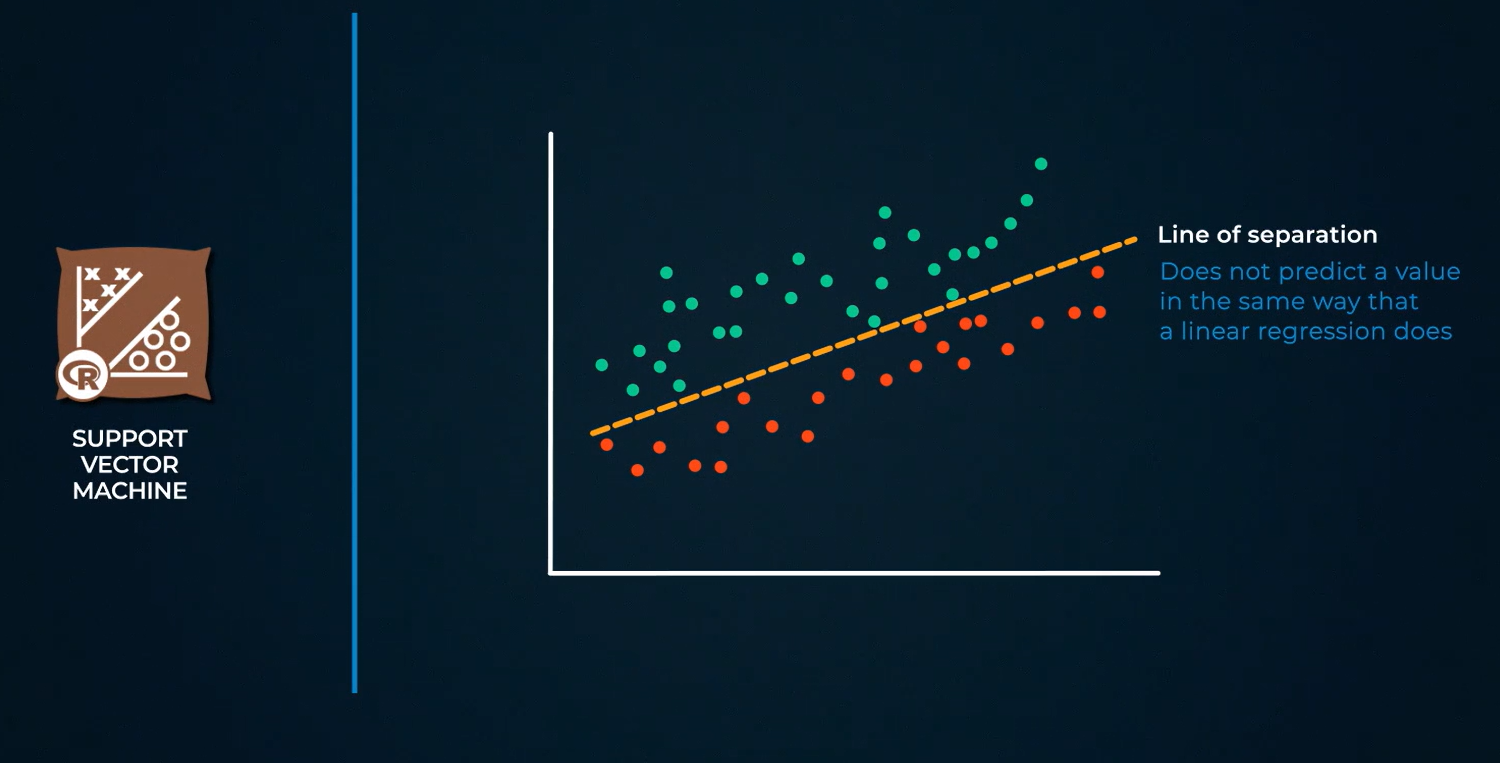 SUPPORT
VECTOR
MACHINE
R
Line of separation
Does not predict a value
in the same way that
a linear regression does